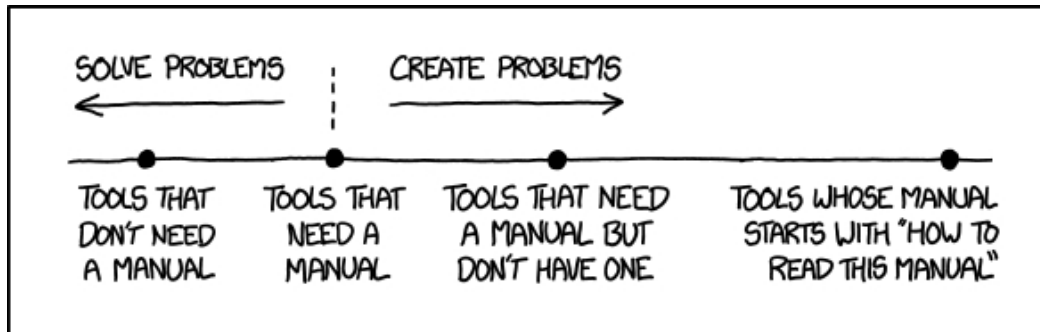 SOLVE PROBLEMS
CREATE PROBLEMS
TOOLS THAT
DON'T NEED
A MANUAL
TOOLS THAT
NEED A
MANUAL
TOOLS THAT NEED
A MANUAL BUT
DON'T HAVE ONE
TOOLS WHOSE MANUAL
STARTS WITH "HOW TO
READ THIS MANUAL"